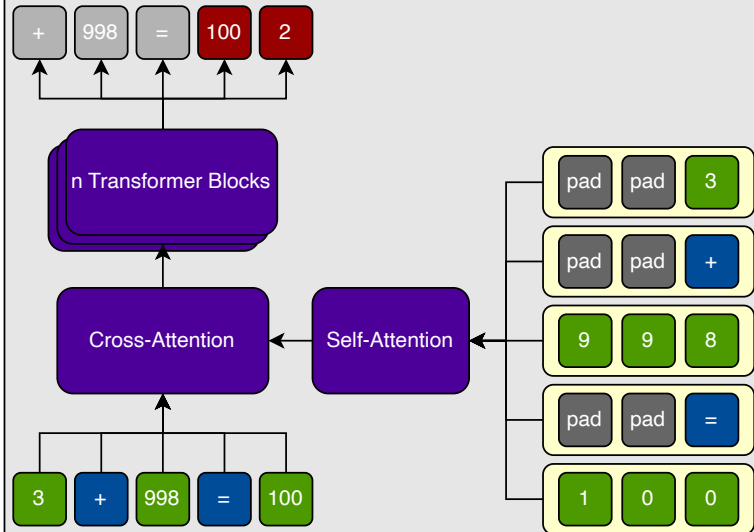 + 998 = 100 2
n Transformer Blocks
pad pad 3
pad pad +
Cross-Attention
Self-Attention
9 9 8
pad pad =
3 + 998 = 100
1 0 0